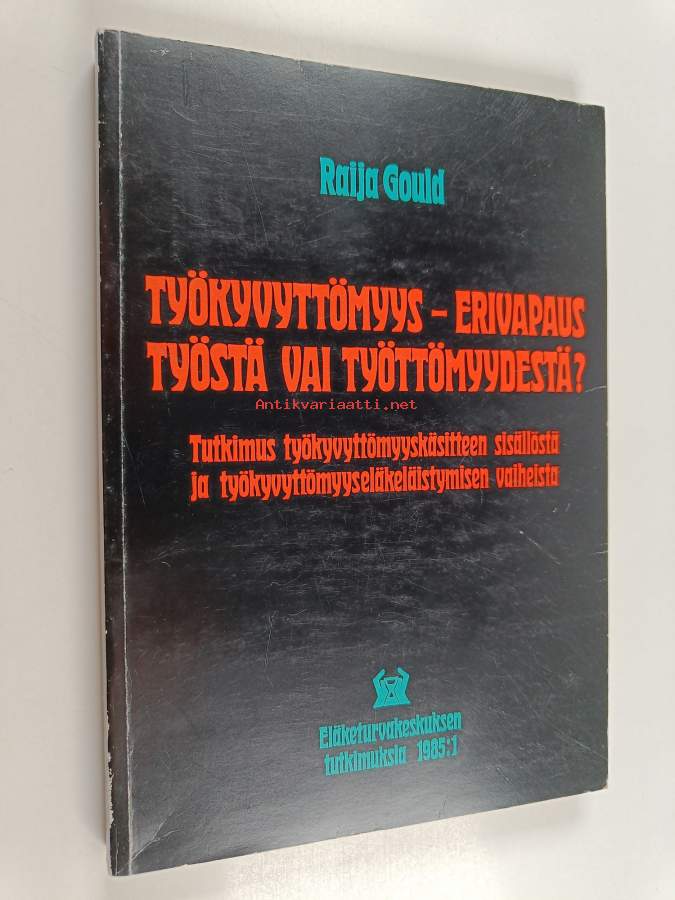 Raija Gould
TYÖKYVYTTÖMYYS – ERIVAPAUS
TYÖSTÄ VAI TYÖTTÖMYYDESTÄ?
Antikvariaatti.net
Tutkimus työkyvyttömyyskäsitteen sisällöstä
ja työkyvyttömyyseläkeläistymisen vaiheista
Eläketurvakeskuksen
tutkimuksia 1985:1